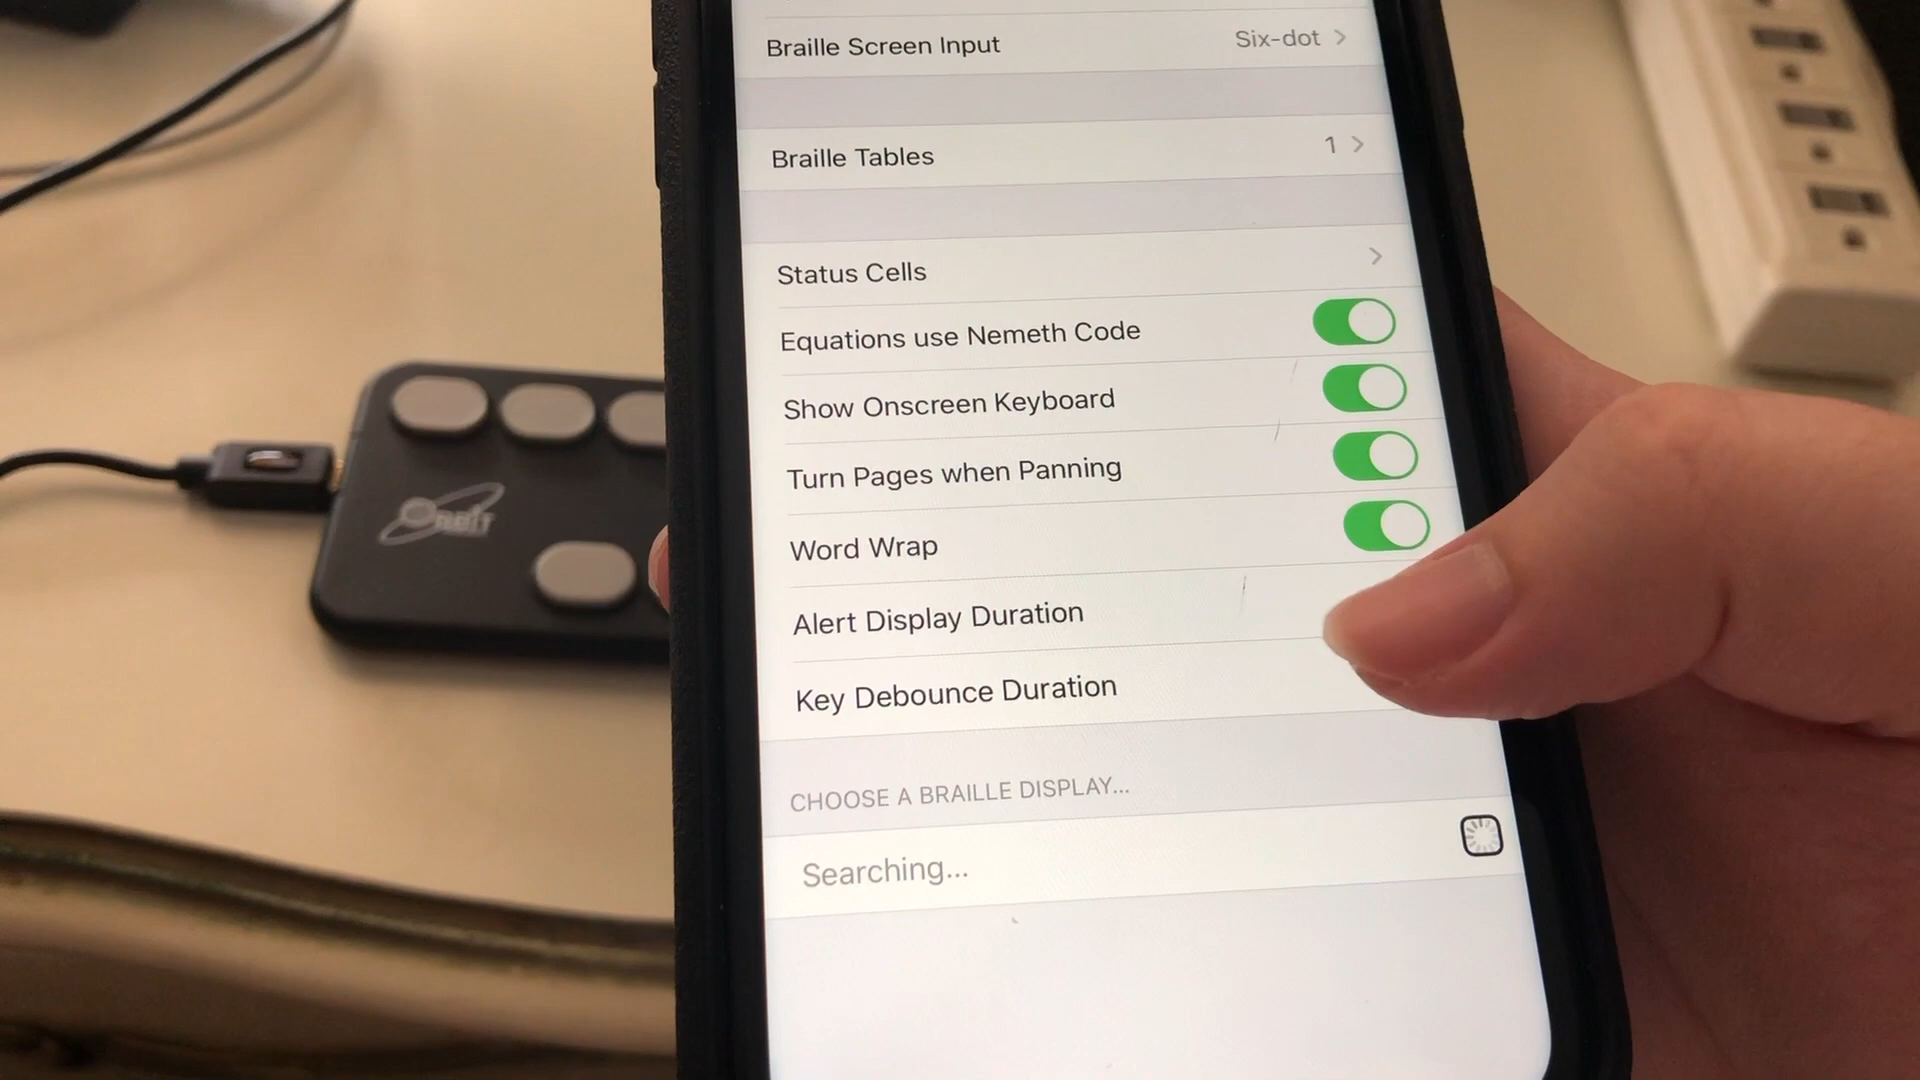 Braille Screen Input Six-dot
Braille Tables 1
Status Cells
Equations use Nemeth Code
Show Onscreen Keyboard
Turn Pages when Panning
Word Wrap
Alert Display Duration
Key Debounce Duration
CHOOSE A BRAILLE DISPLAY...
Searching...
ORBIT